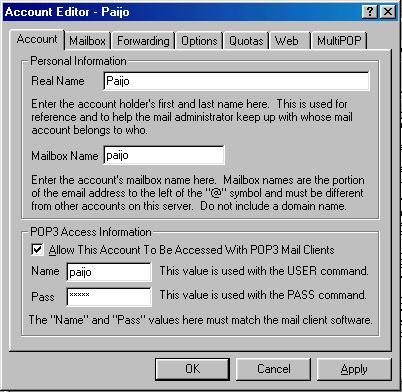 Account Editor - Paijo
Account Mailbox Forwarding Options Quotas Web MultiPOP
Personal Information
Real Name Paijo
Enter the account holder's first and last name here. This is used for
reference and to help the mail administrator keep up with whose mail
account belongs to who.
Mailbox Name paijo
Enter the account's mailbox name here. Mailbox names are the portion
of the email address to the left of the "@" symbol and must be different
from other accounts on this server. Do not include a domain name.
POP3 Access Information
Allow This Account To Be Accessed With POP3 Mail Clients
Name paijo This value is used with the USER command.
Pass ***** This value is used with the PASS command.
The "Name" and "Pass" values here must match the mail client software.
OK Cancel Apply